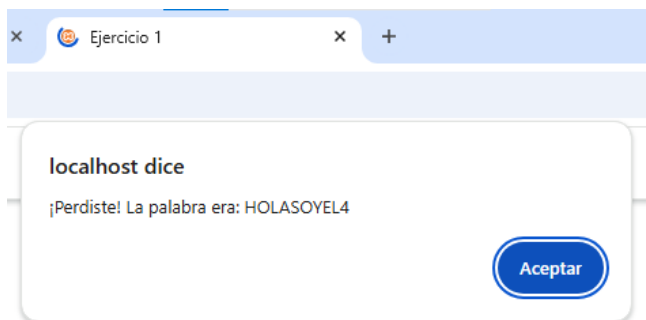 Ejercicio 1
localhost dice
¡Perdiste! La palabra era: HOLASOYEL4
Aceptar